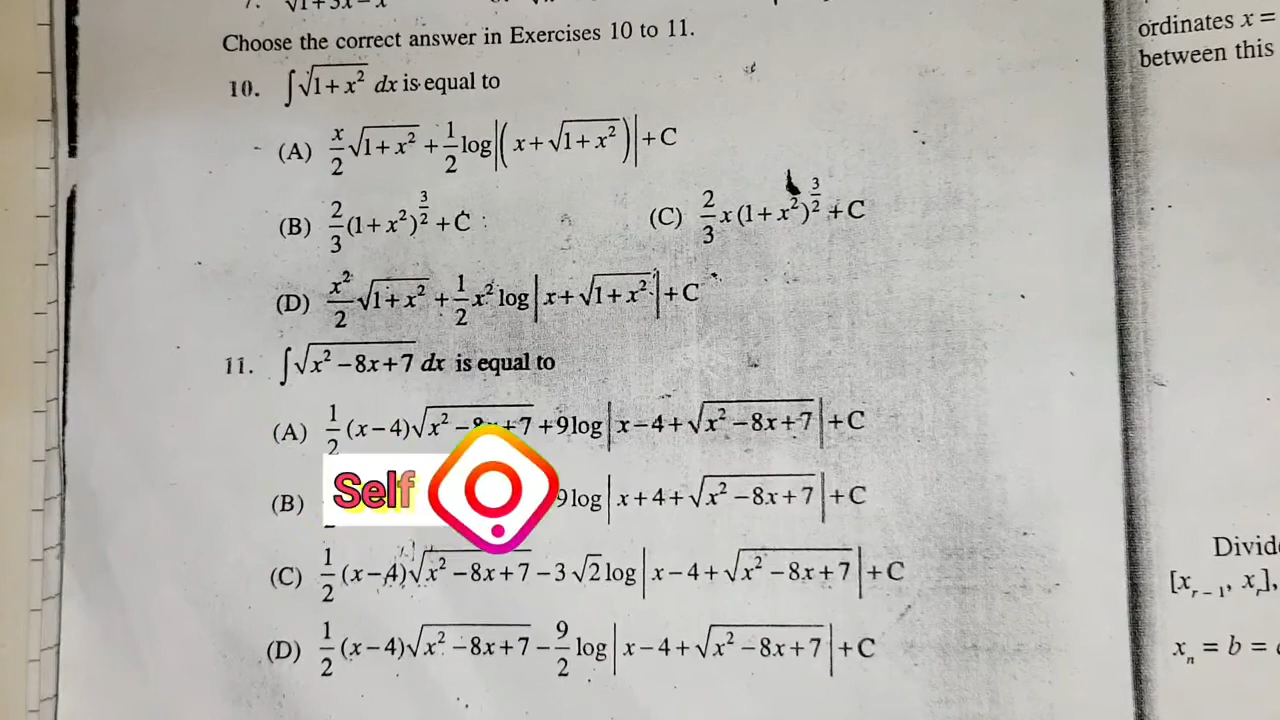 7. √1+3x−x
Choose the correct answer in Exercises 10 to 11.
10. ∫√1+x² dx is equal to
(A) x/2 √1+x² + 1/2 log|(x+√1+x²)|+C
(B) 2/3 (1+x²)^3/2 +C
(C) 2/3 x(1+x²)^3/2 +C
(D) x²/2 √1+x² + 1/2 x² log|x+√1+x²|+C
11. ∫√x²−8x+7 dx is equal to
(A) 1/2 (x−4)√x²−8x+7 +9log|x−4+√x²−8x+7|+C
(B) 9log|x+4+√x²−8x+7|+C
Self
(C) 1/2 (x−4)√x²−8x+7 −3√2 log|x−4+√x²−8x+7|+C
(D) 1/2 (x−4)√x²−8x+7 − 9/2 log|x−4+√x²−8x+7|+C
ordinates x =
between this
[x_r−1, x_r],
x_n = b =